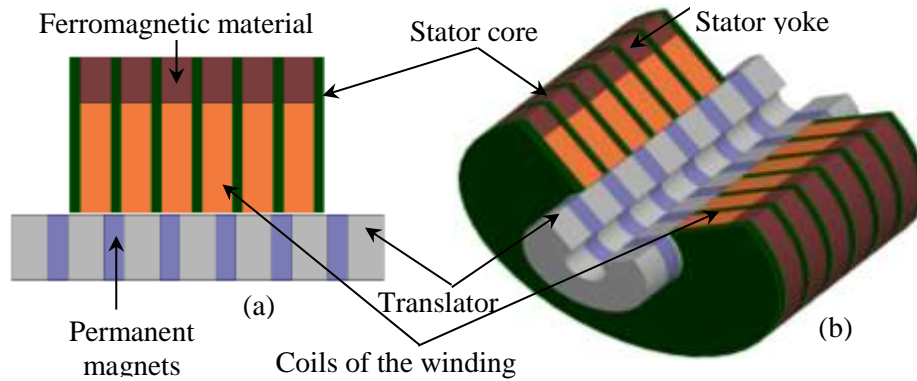 Ferromagnetic material
Stator core
Stator yoke
Translator
(a)
Permanent
magnets
Coils of the winding
(b)